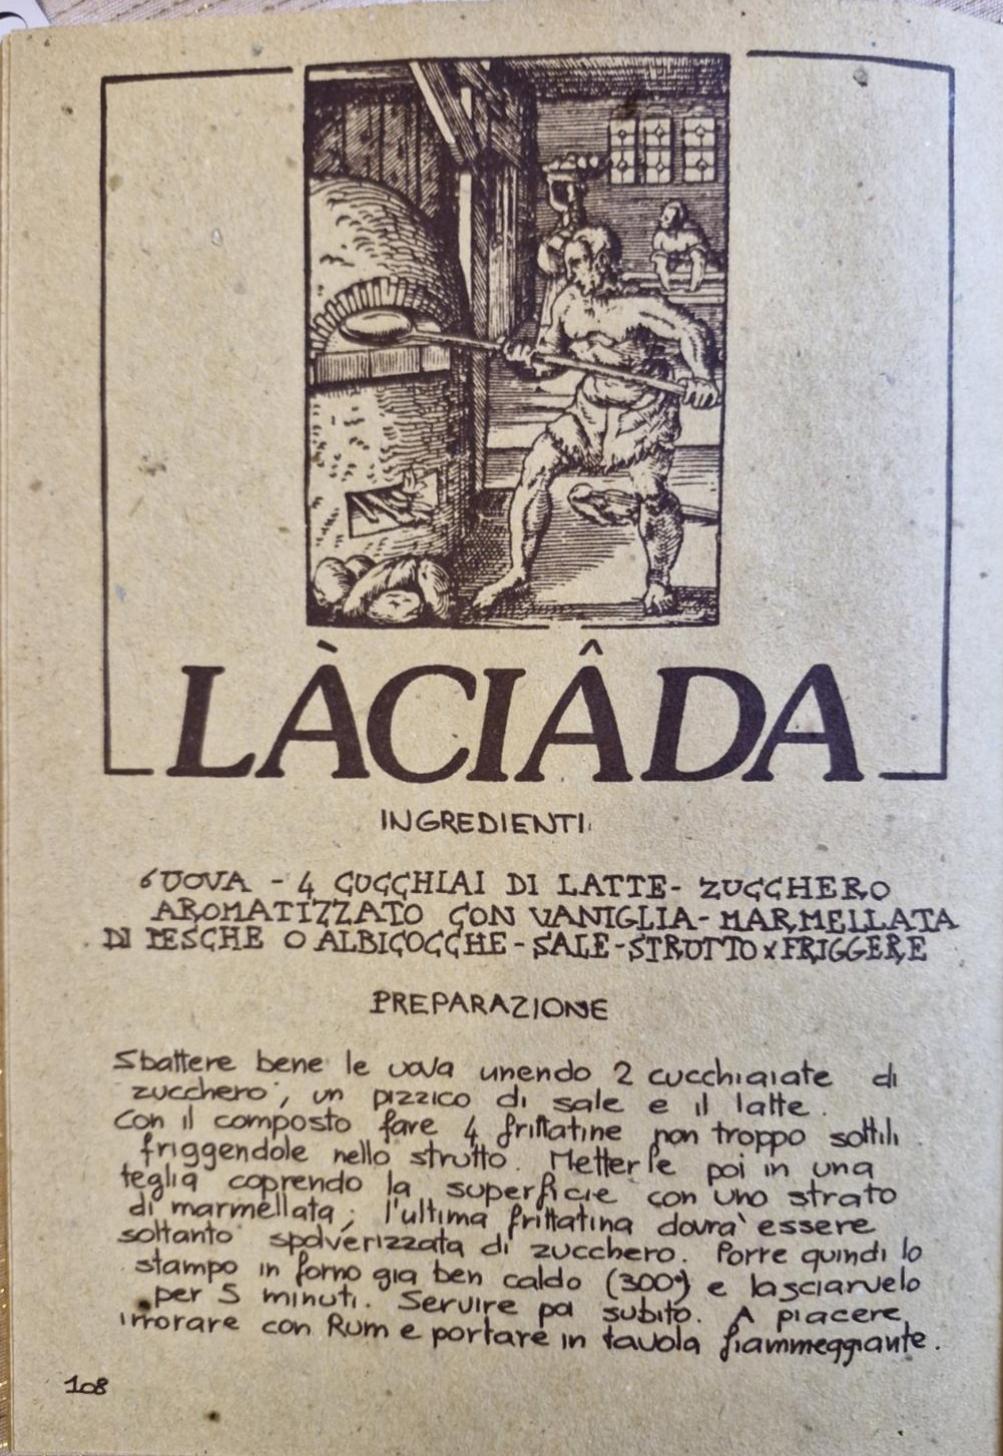 LÀCIÂDA
INGREDIENTI
6 UOVA - 4 CUCCHIAI DI LATTE - ZUCCHERO
AROMATIZZATO CON VANIGLIA - MARMELLATA
DI PESCHE O ALBICOCCHE - SALE - STRUTTO x FRIGGERE
PREPARAZIONE
Sbattere bene le uova unendo 2 cucchiaiate di
zucchero, un pizzico di sale e il latte.
Con il composto fare 4 frittatine non troppo sottili
friggendole nello strutto. Metterle poi in una
teglia coprendo la superficie con uno strato
di marmellata; l'ultima frittatina dovrà essere
soltanto spolverizzata di zucchero. Porre quindi lo
stampo in forno gia ben caldo (300°) e lasciarvelo
per 5 minuti. Servire poi subito. A piacere
irrorare con Rum e portare in tavola fiammeggiante.
108